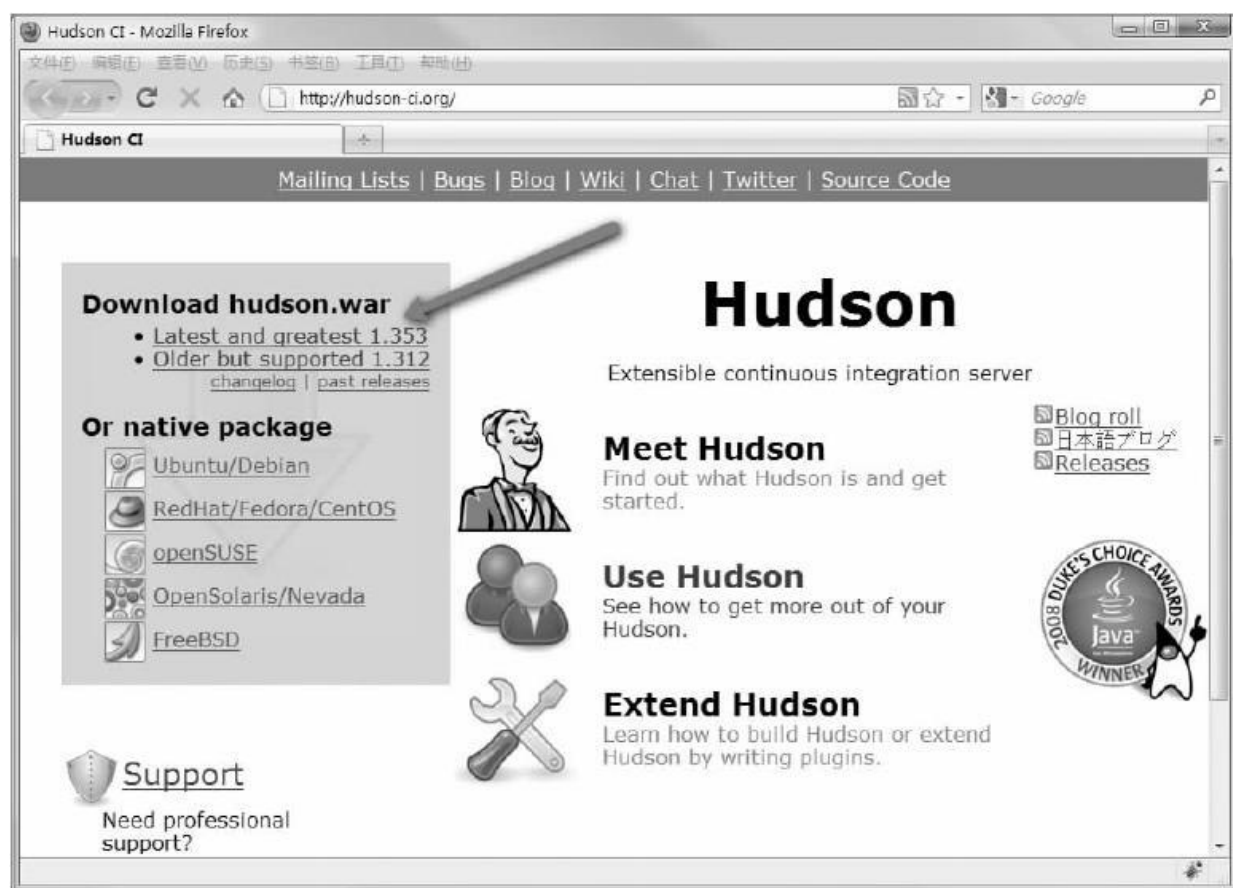 Hudson CI - Mozilla Firefox
文件(F) 编辑(E) 查看(V) 历史(S) 书签(B) 工具(T) 帮助(H)
http://hudson-ci.org/
Google
Hudson CI
Mailing Lists | Bugs | Blog | Wiki | Chat | Twitter | Source Code
Download hudson.war
• Latest and greatest 1.353
• Older but supported 1.312
changelog | past releases
Or native package
Ubuntu/Debian
RedHat/Fedora/CentOS
openSUSE
OpenSolaris/Nevada
FreeBSD
Support
Need professional
support?
Hudson
Extensible continuous integration server
Meet Hudson
Find out what Hudson is and get
started.
Use Hudson
See how to get more out of your
Hudson.
Extend Hudson
Learn how to build Hudson or extend
Hudson by writing plugins.
Blog roll
日本語ブログ
Releases
2008 DUKE'S CHOICE AWARDS
Java
WINNER